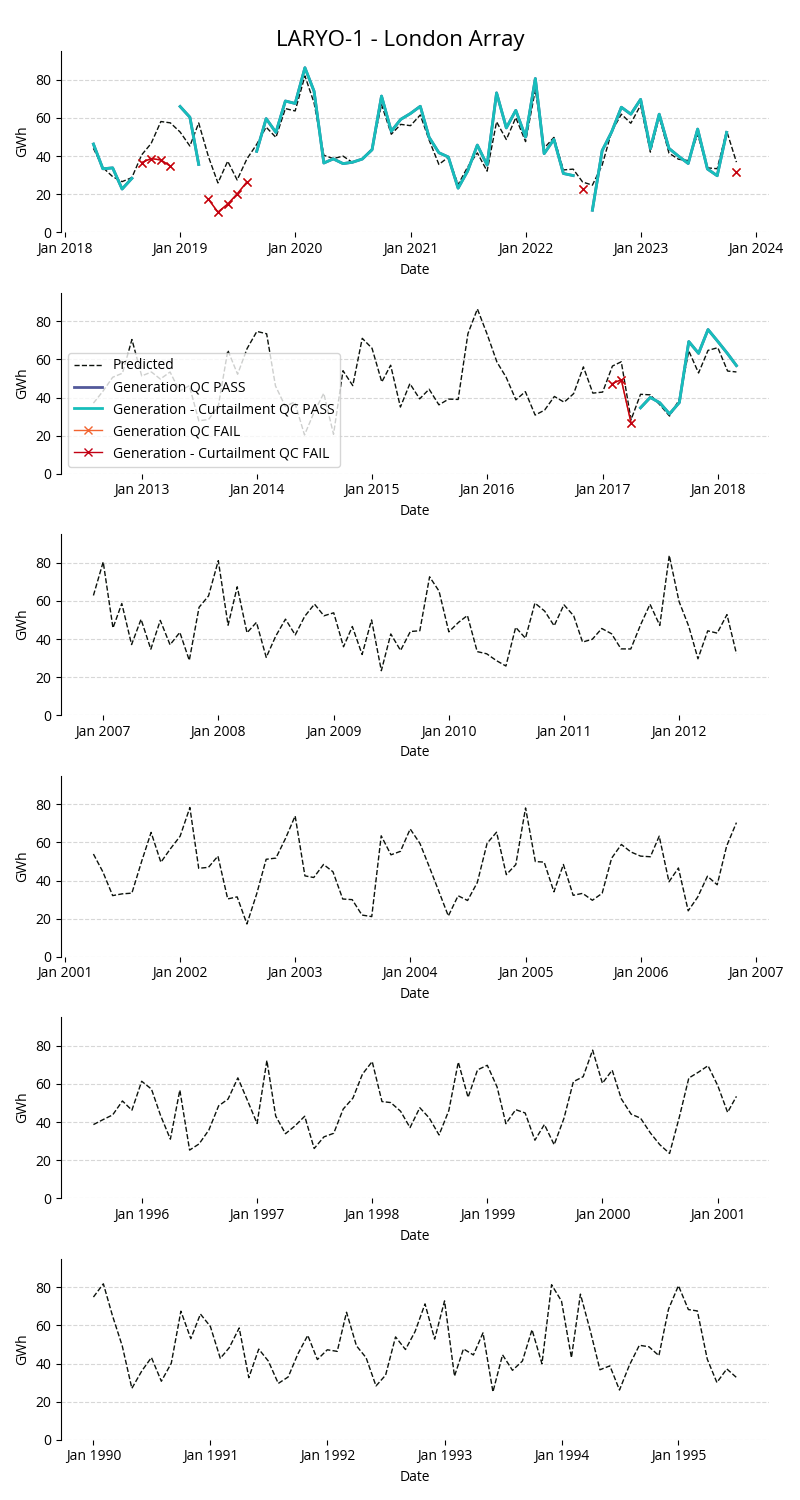 LARYO-1 - London Array
80
60
40
20
0
GWh
Jan 2018 Jan 2019 Jan 2020 Jan 2021 Jan 2022 Jan 2023 Jan 2024
Date
80
60
40
20
0
GWh
Predicted
Generation QC PASS
Generation - Curtailment QC PASS
Generation QC FAIL
Generation - Curtailment QC FAIL
Jan 2013 Jan 2014 Jan 2015 Jan 2016 Jan 2017 Jan 2018
Date
80
60
40
20
0
GWh
Jan 2007 Jan 2008 Jan 2009 Jan 2010 Jan 2011 Jan 2012
Date
80
60
40
20
0
GWh
Jan 2001 Jan 2002 Jan 2003 Jan 2004 Jan 2005 Jan 2006 Jan 2007
Date
80
60
40
20
0
GWh
Jan 1996 Jan 1997 Jan 1998 Jan 1999 Jan 2000 Jan 2001
Date
80
60
40
20
0
GWh
Jan 1990 Jan 1991 Jan 1992 Jan 1993 Jan 1994 Jan 1995
Date